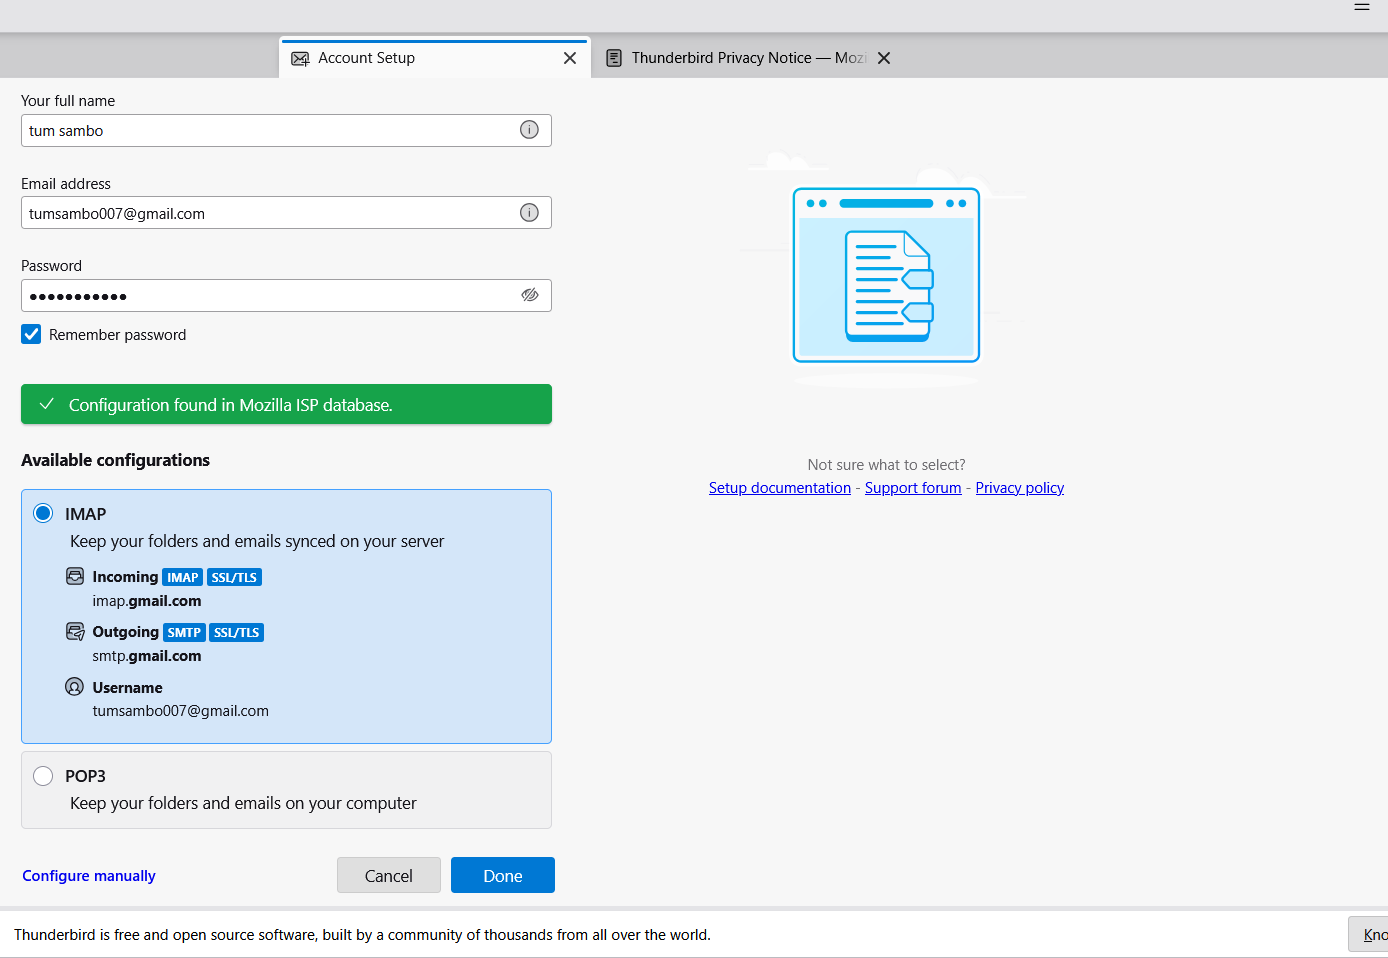 Account Setup
Thunderbird Privacy Notice — Mozi
Your full name
tum sambo
Email address
tumsambo007@gmail.com
Password
Remember password
Configuration found in Mozilla ISP database.
Available configurations
IMAP
Keep your folders and emails synced on your server
Incoming IMAP SSL/TLS
imap.gmail.com
Outgoing SMTP SSL/TLS
smtp.gmail.com
Username
tumsambo007@gmail.com
POP3
Keep your folders and emails on your computer
Configure manually
Cancel
Done
Not sure what to select?
Setup documentation - Support forum - Privacy policy
Thunderbird is free and open source software, built by a community of thousands from all over the world.
Kno